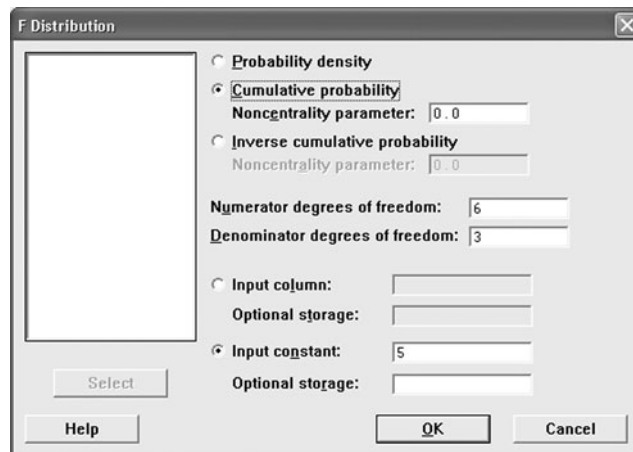 F Distribution
Probability density
Cumulative probability
Noncentrality parameter: 0.0
Inverse cumulative probability
Noncentrality parameter: 0.0
Numerator degrees of freedom: 6
Denominator degrees of freedom: 3
Input column:
Optional storage:
Input constant: 5
Optional storage:
Select
Help
OK
Cancel